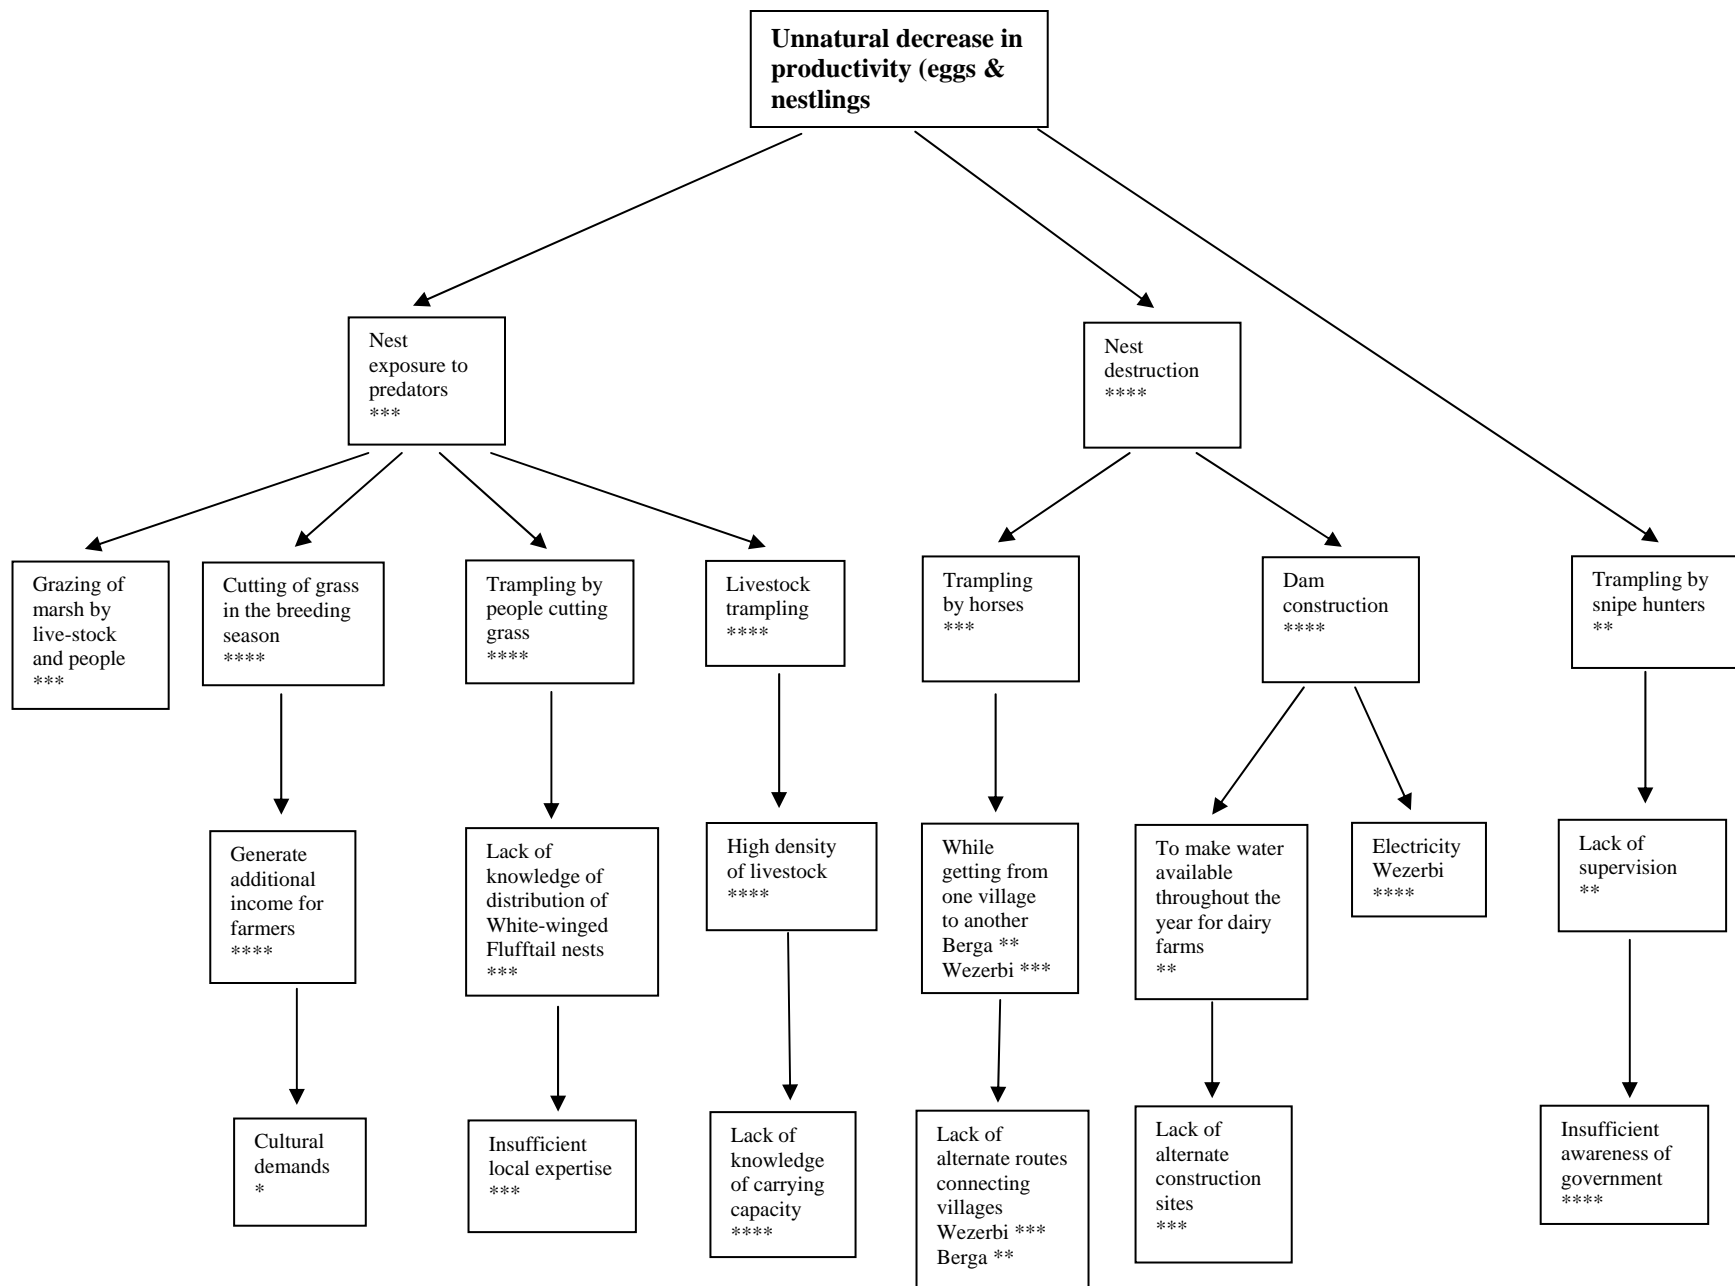 Unnatural decrease in
productivity (eggs &
nestlings
Nest
exposure to
predators
***
Nest
destruction
****
Grazing of
marsh by
live-stock
and people
***
Cutting of grass
in the breeding
season
****
Trampling by
people cutting
grass
****
Livestock
trampling
****
Trampling
by horses
***
Dam
construction
****
Trampling by
snipe hunters
**
Generate
additional
income for
farmers
****
Lack of
knowledge of
distribution of
White-winged
Flufftail nests
***
High density
of livestock
****
While
getting from
one village
to another
Berga **
Wezerbi ***
To make water
available
throughout the
year for dairy
farms
**
Electricity
Wezerbi
****
Lack of
supervision
**
Cultural
demands
*
Insufficient
local expertise
***
Lack of
knowledge
of carrying
capacity
****
Lack of
alternate routes
connecting
villages
Wezerbi ***
Berga **
Lack of
alternate
construction
sites
***
Insufficient
awareness of
government
****